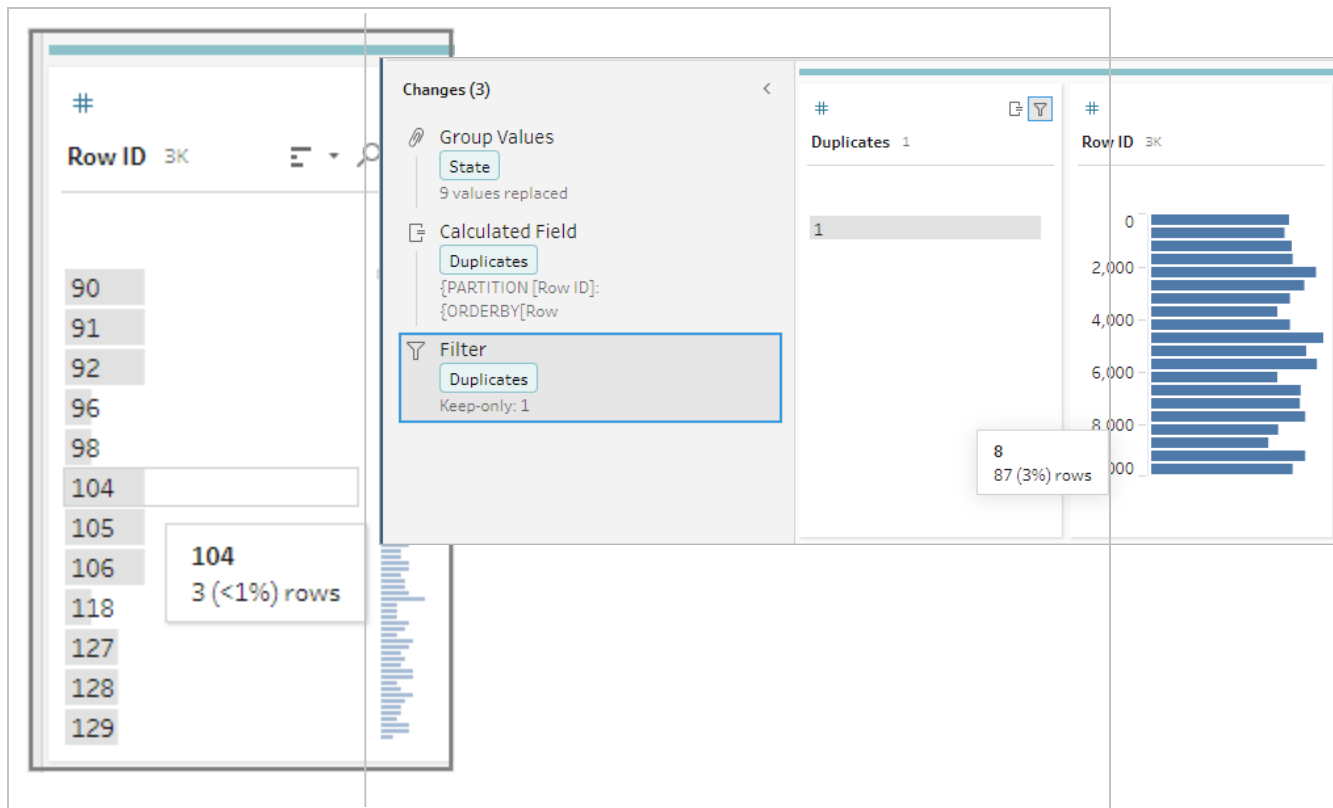 #
Row ID 3K
90
91
92
96
98
104
105
106
118
127
128
129
104
3 (<1%) rows
Changes (3)
Group Values
State
9 values replaced
Calculated Field
Duplicates
{PARTITION [Row ID]:
{ORDERBY[Row
Filter
Duplicates
Keep-only: 1
#
Duplicates 1
1
8
87 (3%) rows
#
Row ID 3K
0
2,000
4,000
6,000
8,000
000